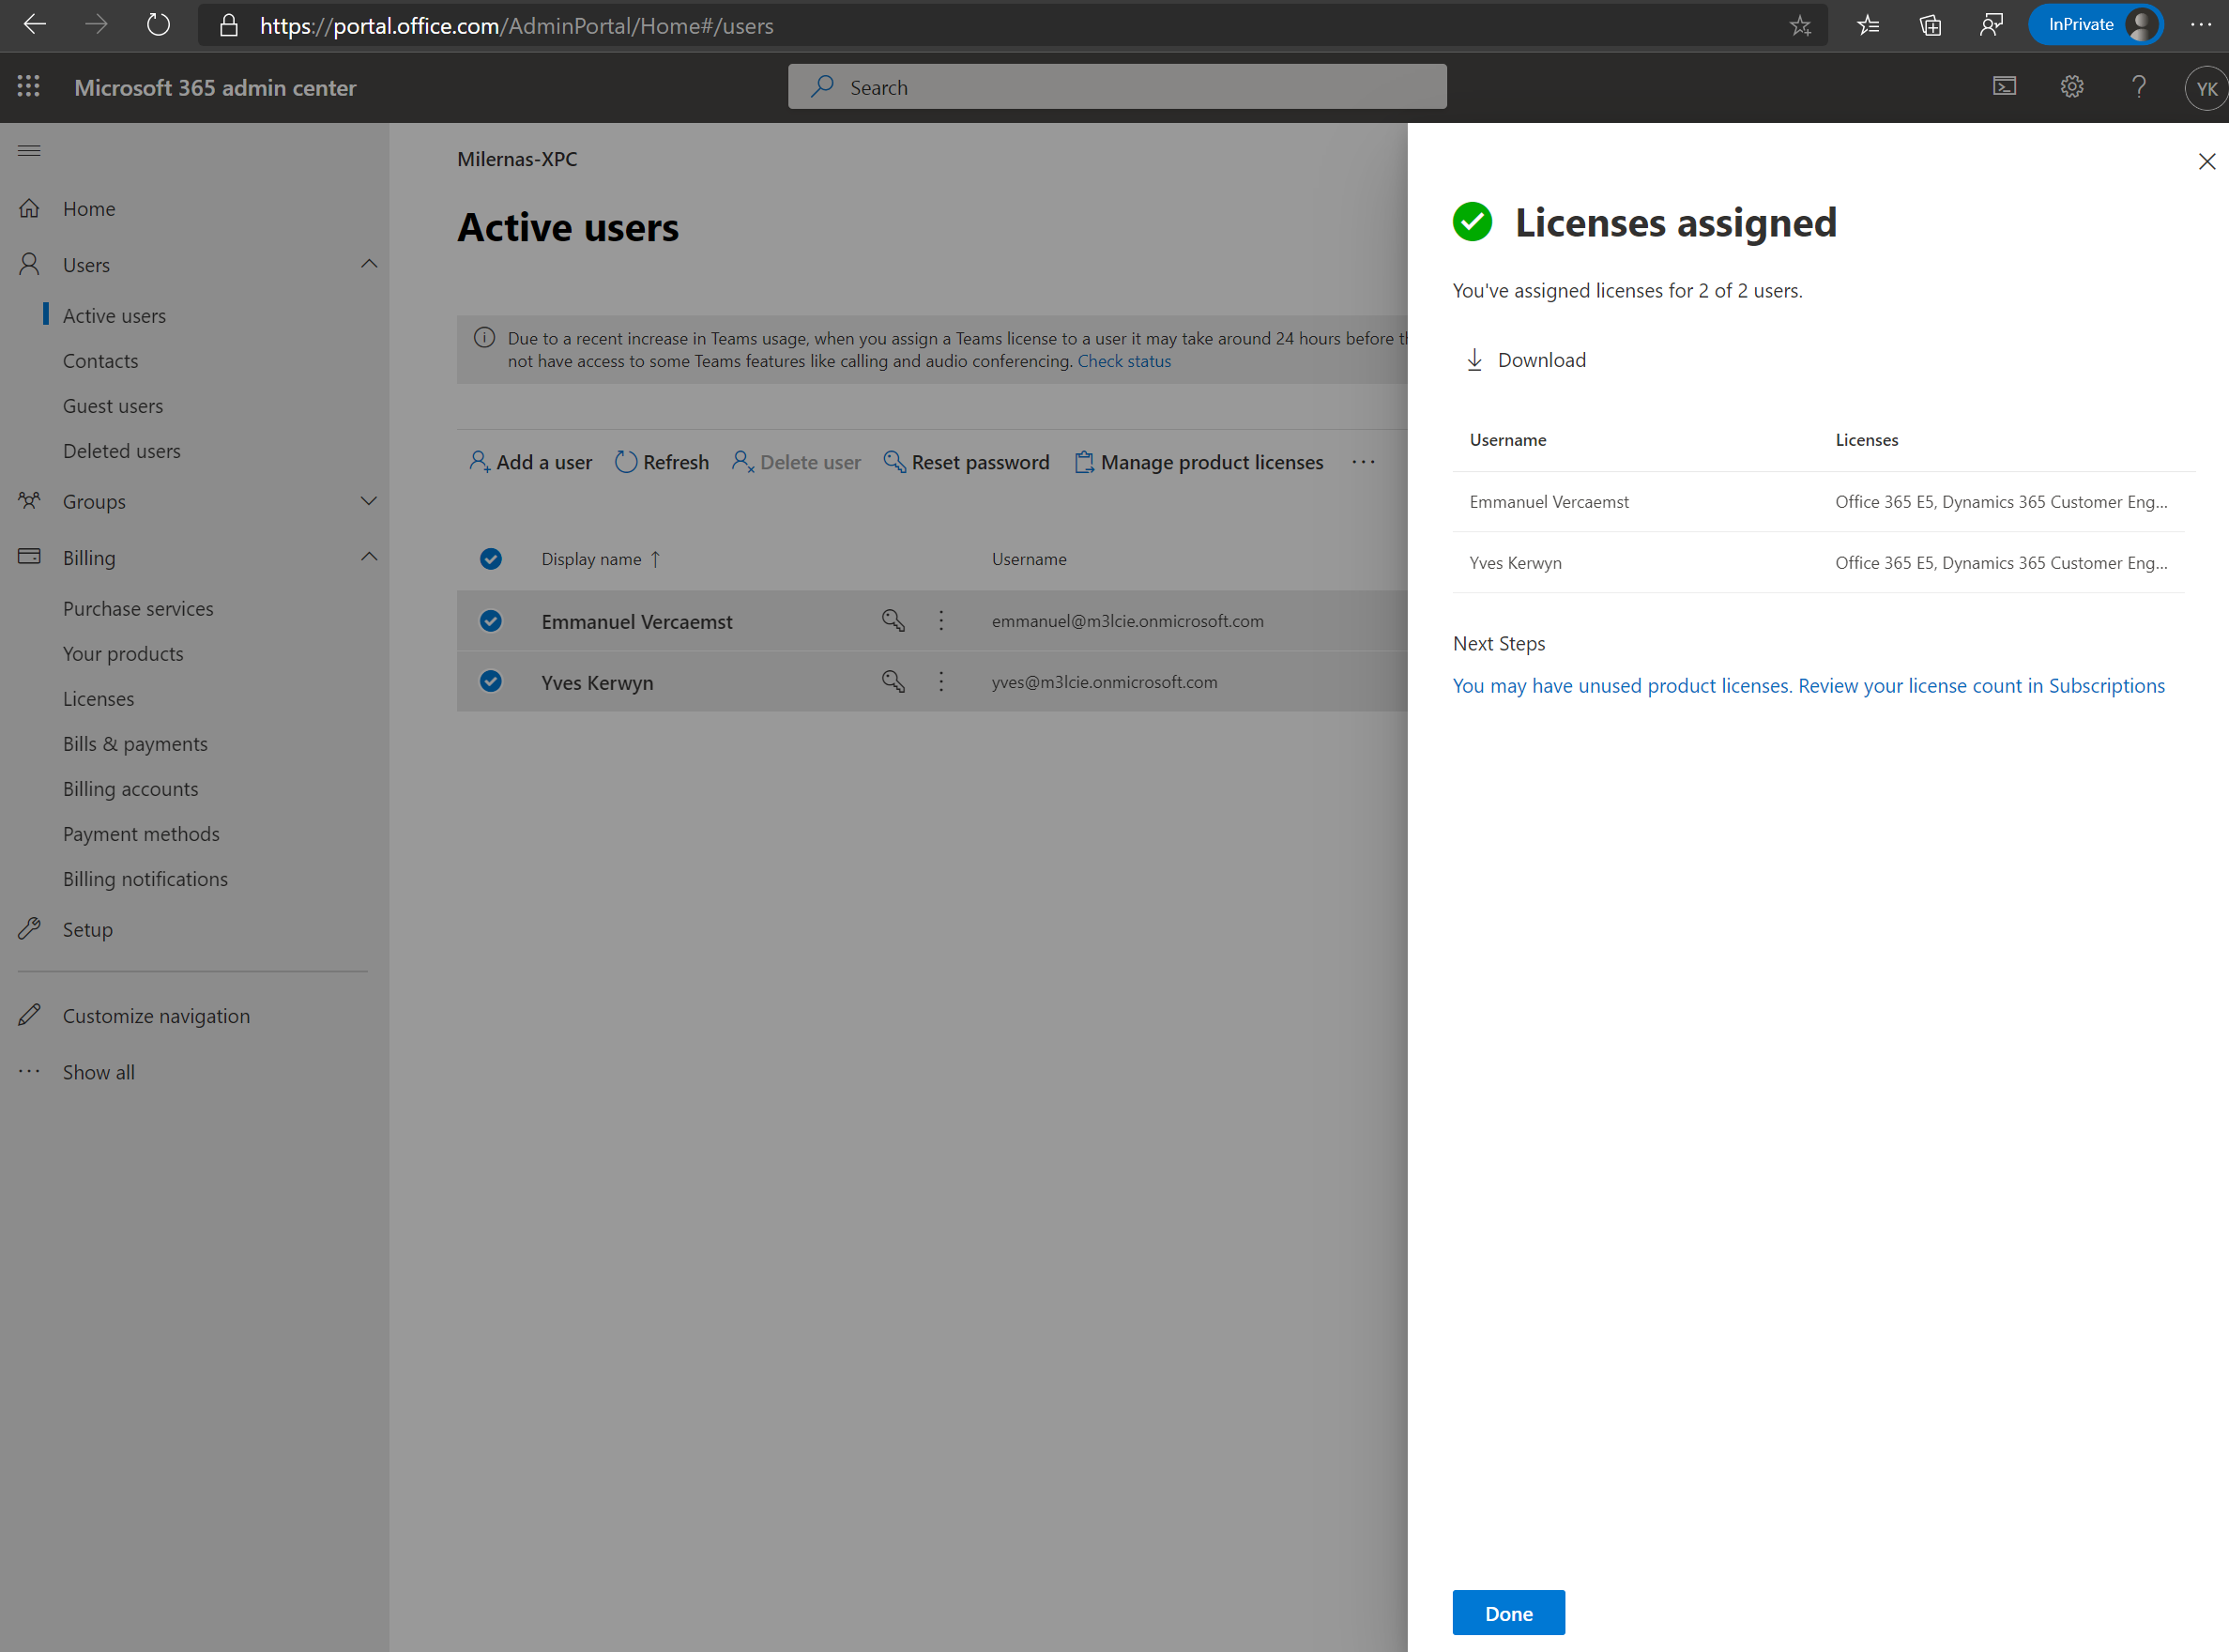 https://portal.office.com/AdminPortal/Home#/users
InPrivate
Microsoft 365 admin center
Search
YK
Home
Users
Active users
Contacts
Guest users
Deleted users
Groups
Billing
Purchase services
Your products
Licenses
Bills & payments
Billing accounts
Payment methods
Billing notifications
Setup
Customize navigation
Show all
Milernas-XPC
Active users
Due to a recent increase in Teams usage, when you assign a Teams license to a user it may take around 24 hours before
not have access to some Teams features like calling and audio conferencing. Check status
Add a user Refresh Delete user Reset password Manage product licenses
Display name ↑ Username
Emmanuel Vercaemst emmanuel@m3lcie.onmicrosoft.com
Yves Kerwyn yves@m3lcie.onmicrosoft.com
Licenses assigned
You've assigned licenses for 2 of 2 users.
Download
Username Licenses
Emmanuel Vercaemst Office 365 E5, Dynamics 365 Customer Eng...
Yves Kerwyn Office 365 E5, Dynamics 365 Customer Eng...
Next Steps
You may have unused product licenses. Review your license count in Subscriptions
Done